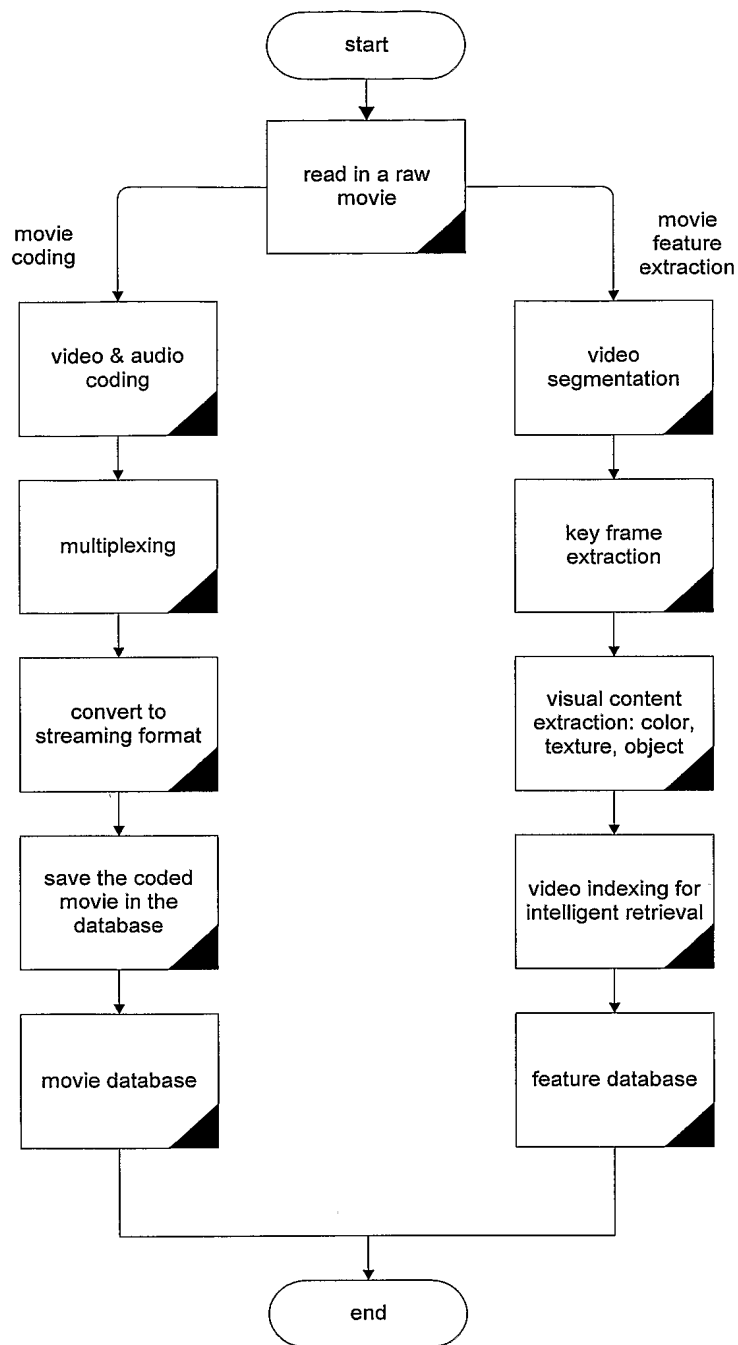 start
read in a raw
movie
movie
coding
video & audio
coding
multiplexing
convert to
streaming format
save the coded
movie in the
database
movie database
movie
feature
extraction
video
segmentation
key frame
extraction
visual content
extraction: color,
texture, object
video indexing for
intelligent retrieval
feature database
end